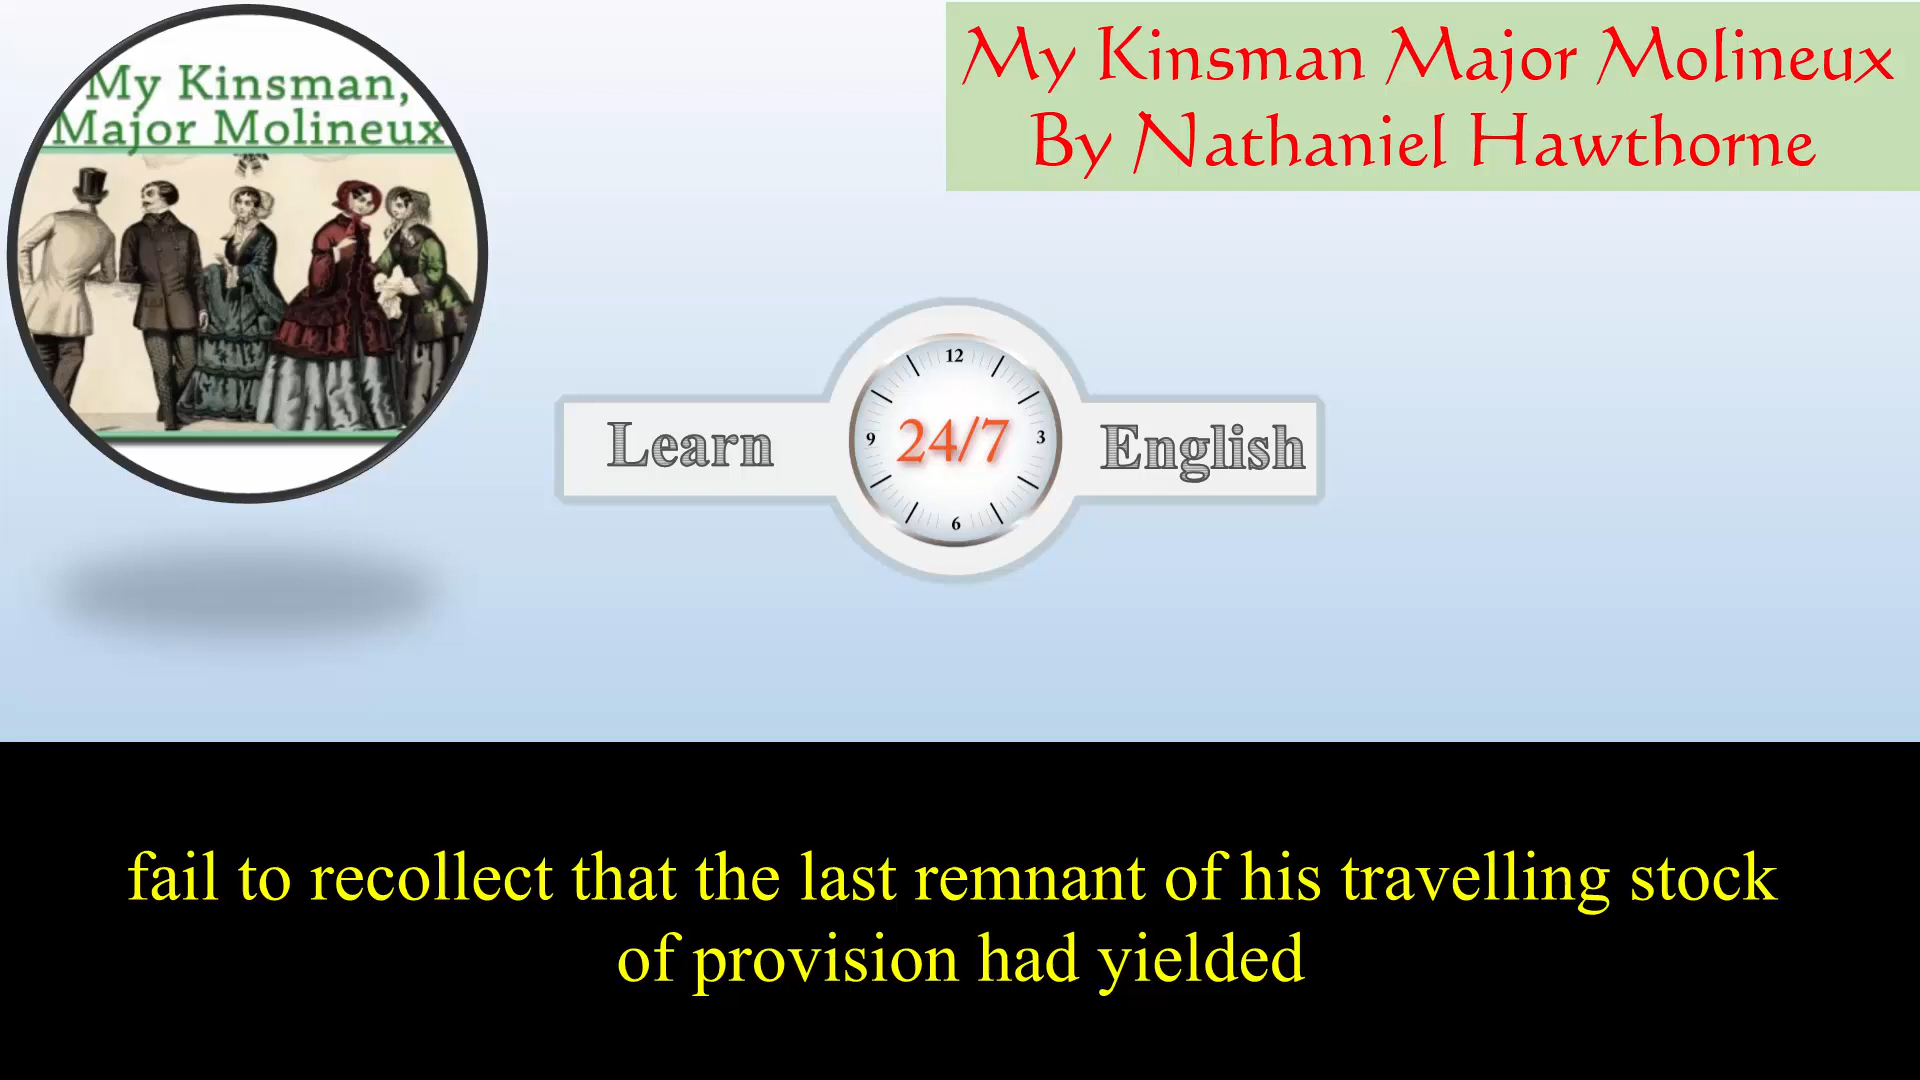 My Kinsman,
Major Molineux
My Kinsman Major Molineux
By Nathaniel Hawthorne
12
9
3
6
Learn
24/7
English
fail to recollect that the last remnant of his travelling stock
of provision had yielded